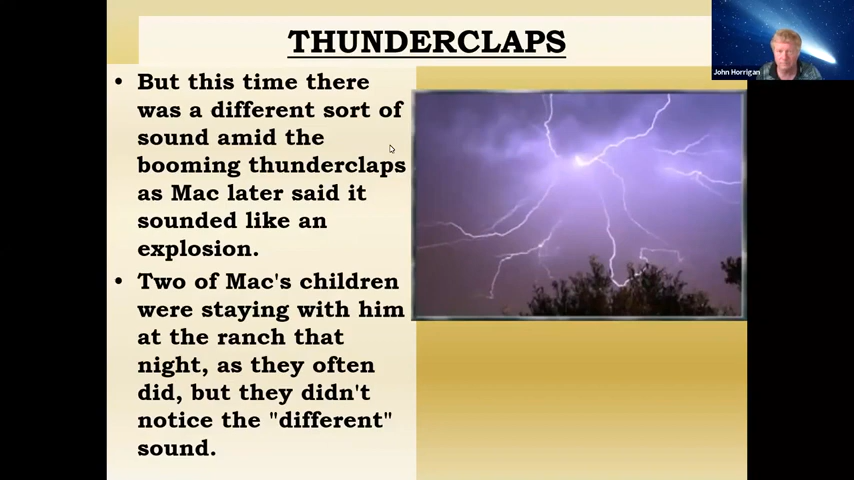 THUNDERCLAPS
John Horrigan
• But this time there
was a different sort of
sound amid the
booming thunderclaps
as Mac later said it
sounded like an
explosion.
• Two of Mac's children
were staying with him
at the ranch that
night, as they often
did, but they didn't
notice the "different"
sound.